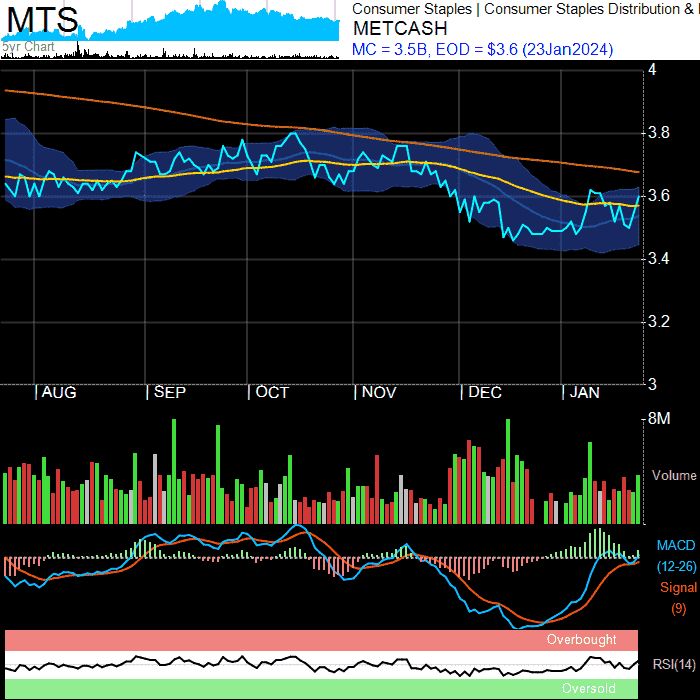 MTS
5yr Chart
Consumer Staples | Consumer Staples Distribution &
METCASH
MC = 3.5B, EOD = $3.6 (23Jan2024)
4
3.8
3.6
3.4
3.2
3
| AUG | SEP | OCT | NOV | DEC | JAN
8M
Volume
MACD
(12-26)
Signal
(9)
Overbought
RSI(14)
Oversold